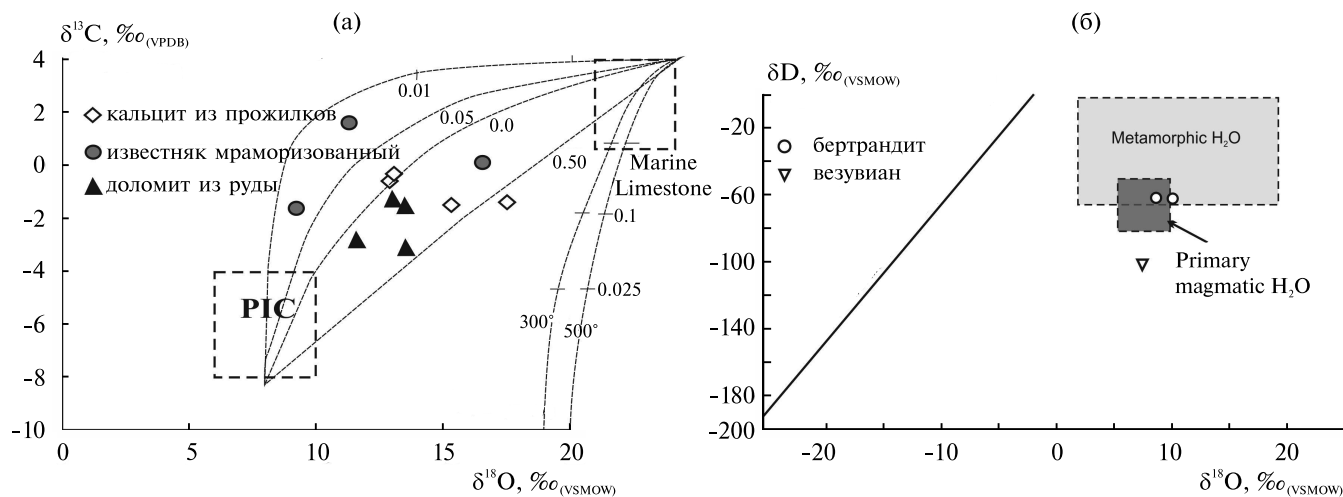 (а)
δ¹³C, ‰(VPDB)
4
2
0
-2
-4
-6
-8
-10
0
5
10
15
20
δ¹⁸O, ‰(VSMOW)
кальцит из прожилков
известняк мраморизованный
доломит из руды
0.01
0.05
0.0
0.50
Marine
Limestone
0.1
0.025
300°
500°
PIC
(б)
δD, ‰(VSMOW)
-20
-60
-100
-140
-180
-200
-20
-10
0
10
20
δ¹⁸O, ‰(VSMOW)
бертрандит
везувиан
Metamorphic H₂O
Primary
magmatic H₂O